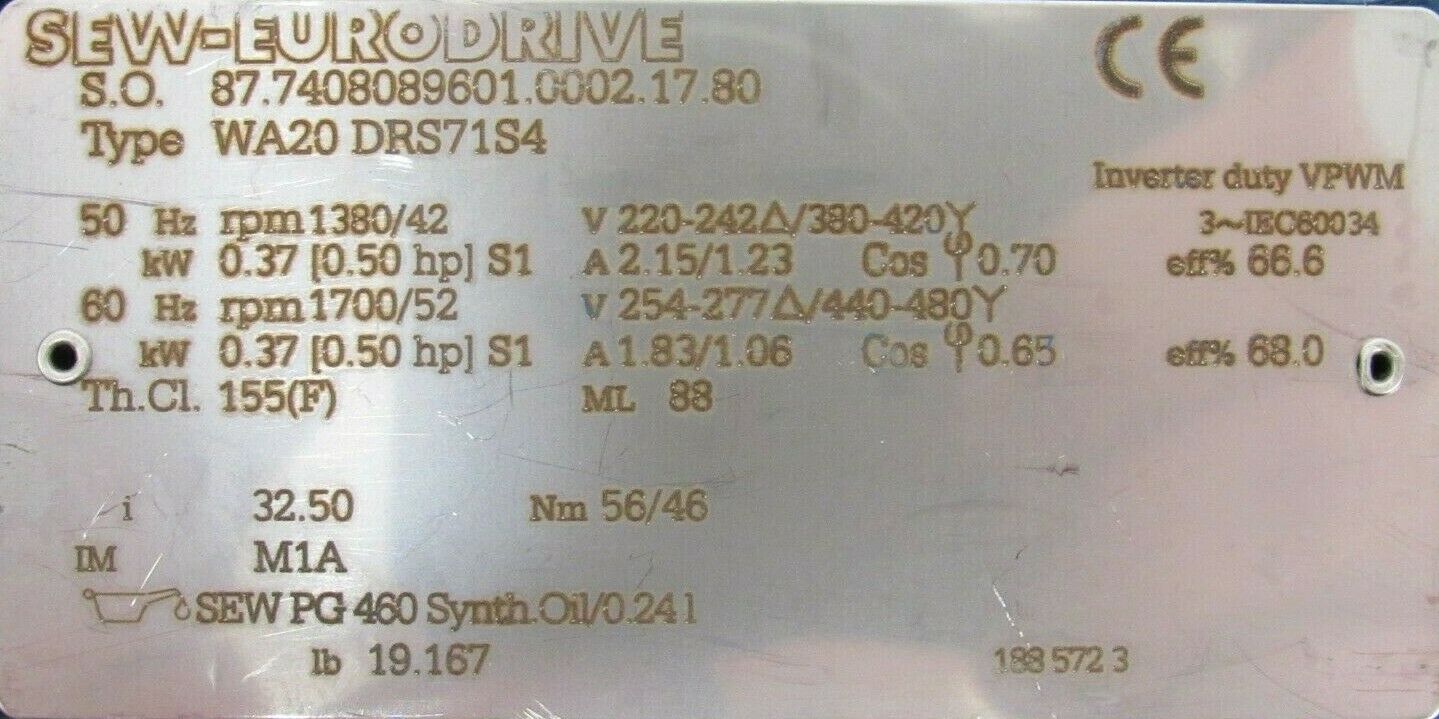 SEW-EURODRIVE CE
S.O. 87.7408089601.0002.17.80
Type WA20 DRS71S4
Inverter duty VPWM
50 Hz rpm 1380/42 V 220-242Δ/380-420Y 3~IEC60034
kW 0.37 [0.50 hp] S1 A 2.15/1.23 Cos φ 0.70 eff% 66.6
60 Hz rpm 1700/52 V 254-277Δ/440-480Y
kW 0.37 [0.50 hp] S1 A 1.83/1.06 Cos φ 0.65 eff% 68.0
Th.Cl. 155(F) ML 88
i 32.50 Nm 56/46
IM M1A
SEW PG 460 Synth.Oil/0.24 l
lb 19.167 188 572 3